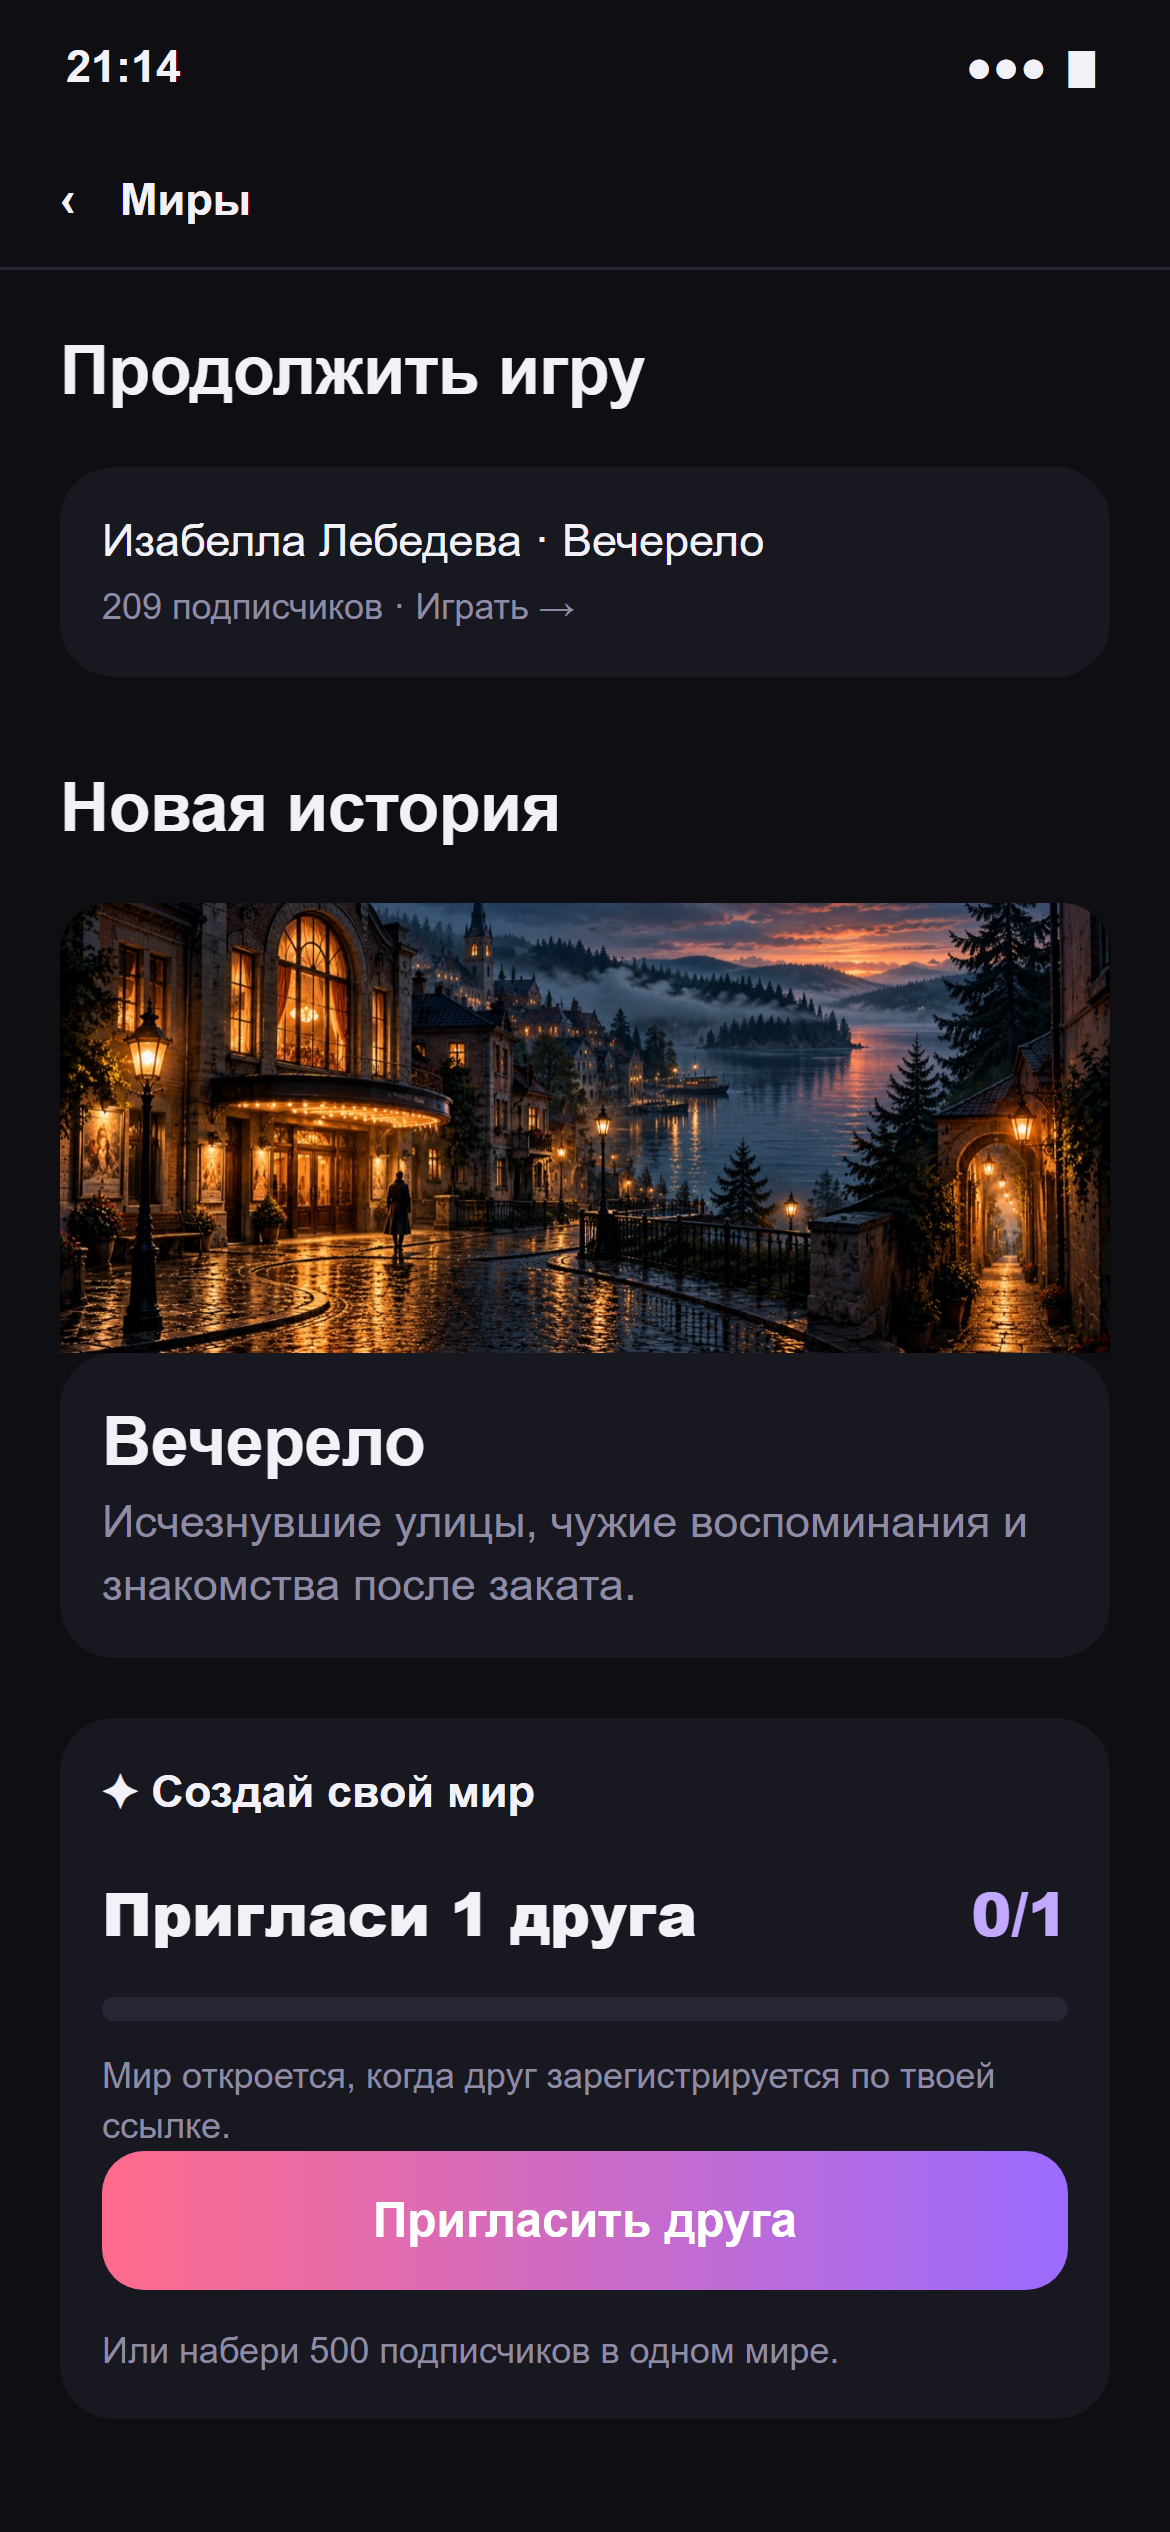 21:14
‹ Миры
Продолжить игру
Изабелла Лебедева · Вечерело
209 подписчиков · Играть →
Новая история
Вечерело
Исчезнувшие улицы, чужие воспоминания и
знакомства после заката.
✦ Создай свой мир
Пригласи 1 друга 0/1
Мир откроется, когда друг зарегистрируется по твоей
ссылке.
Пригласить друга
Или набери 500 подписчиков в одном мире.